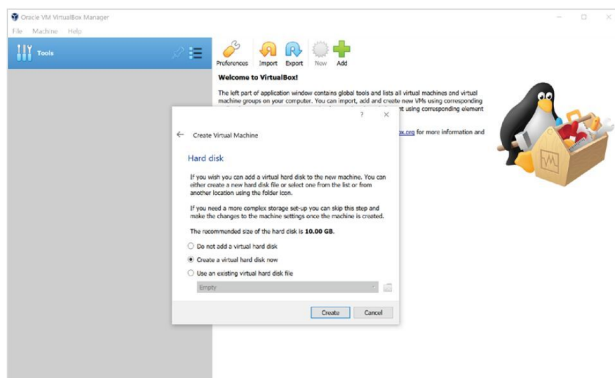 Oracle VM VirtualBox Manager
File Machine Help
Tools
Preferences Import Export New Add
Welcome to VirtualBox!
The left part of application window contains global tools and lists all virtual machines and virtual
machine groups on your computer. You can import, add and create new VMs using corresponding
nt using corresponding element
ox.org for more information and
? ×
← Create Virtual Machine
Hard disk
If you wish you can add a virtual hard disk to the new machine. You can
either create a new hard disk file or select one from the list or from
another location using the folder icon.
If you need a more complex storage set-up you can skip this step and
make the changes to the machine settings once the machine is created.
The recommended size of the hard disk is 10.00 GB.
Do not add a virtual hard disk
Create a virtual hard disk now
Use an existing virtual hard disk file
Empty
Create Cancel